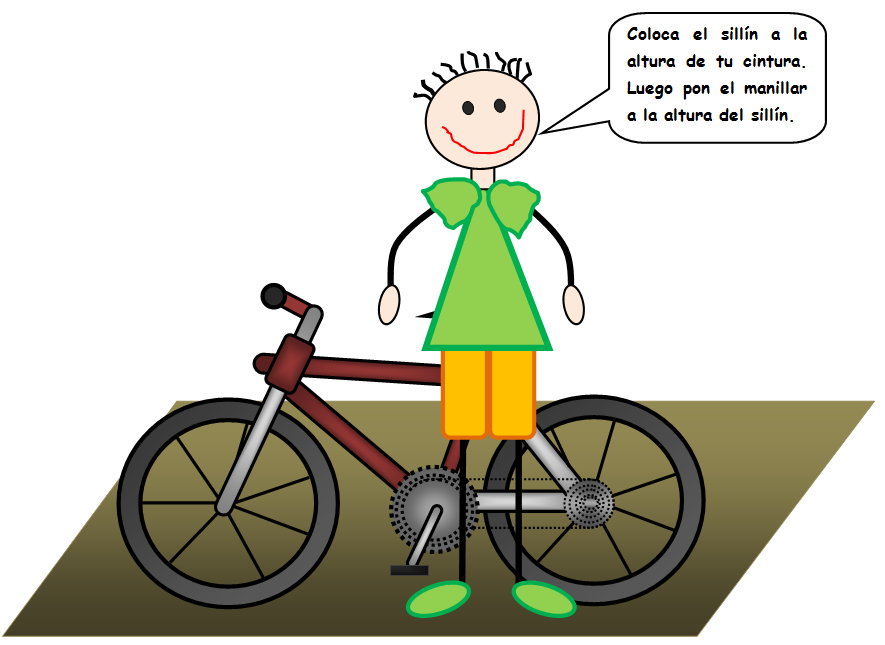 Coloca el sillín a la
altura de tu cintura.
Luego pon el manillar
a la altura del sillín.